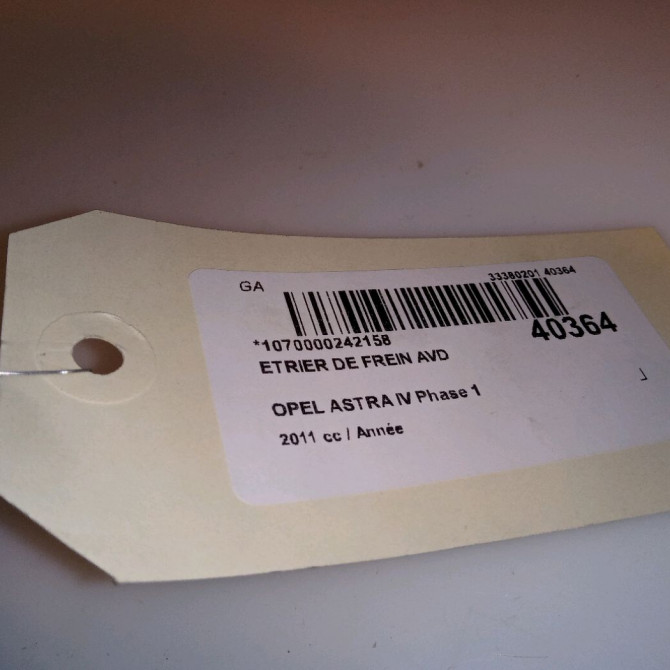 GA
33380201 40364
*1070000242158
40364
ETRIER DE FREIN AVD
OPEL ASTRA IV Phase 1
2011 cc / Année